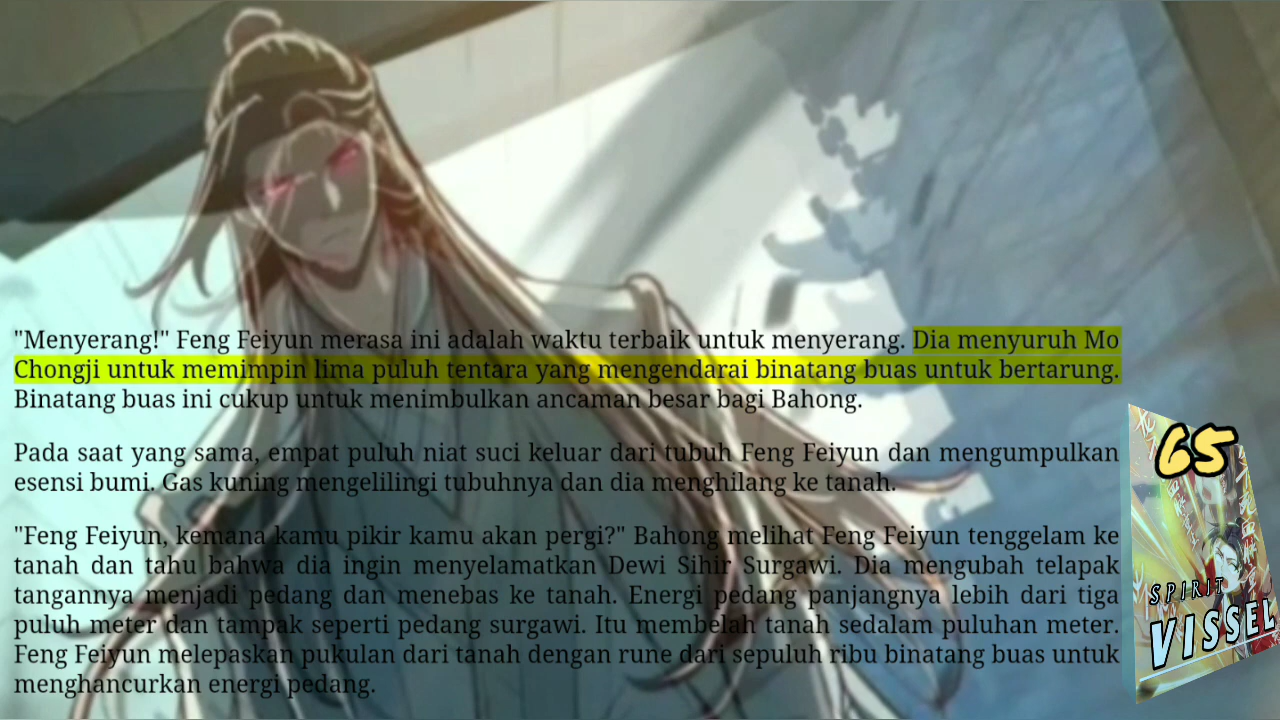 "Menyerang!" Feng Feiyun merasa ini adalah waktu terbaik untuk menyerang. Dia menyuruh Mo
Chongji untuk memimpin lima puluh tentara yang mengendarai binatang buas untuk bertarung.
Binatang buas ini cukup untuk menimbulkan ancaman besar bagi Bahong.
Pada saat yang sama, empat puluh niat suci keluar dari tubuh Feng Feiyun dan mengumpulkan
esensi bumi. Gas kuning mengelilingi tubuhnya dan dia menghilang ke tanah.
"Feng Feiyun, kemana kamu pikir kamu akan pergi?" Bahong melihat Feng Feiyun tenggelam ke
tanah dan tahu bahwa dia ingin menyelamatkan Dewi Sihir Surgawi. Dia mengubah telapak
tangannya menjadi pedang dan menebas ke tanah. Energi pedang panjangnya lebih dari tiga
puluh meter dan tampak seperti pedang surgawi. Itu membelah tanah sedalam puluhan meter.
Feng Feiyun melepaskan pukulan dari tanah dengan rune dari sepuluh ribu binatang buas untuk
menghancurkan energi pedang.
65
SPIRIT
VISSEL